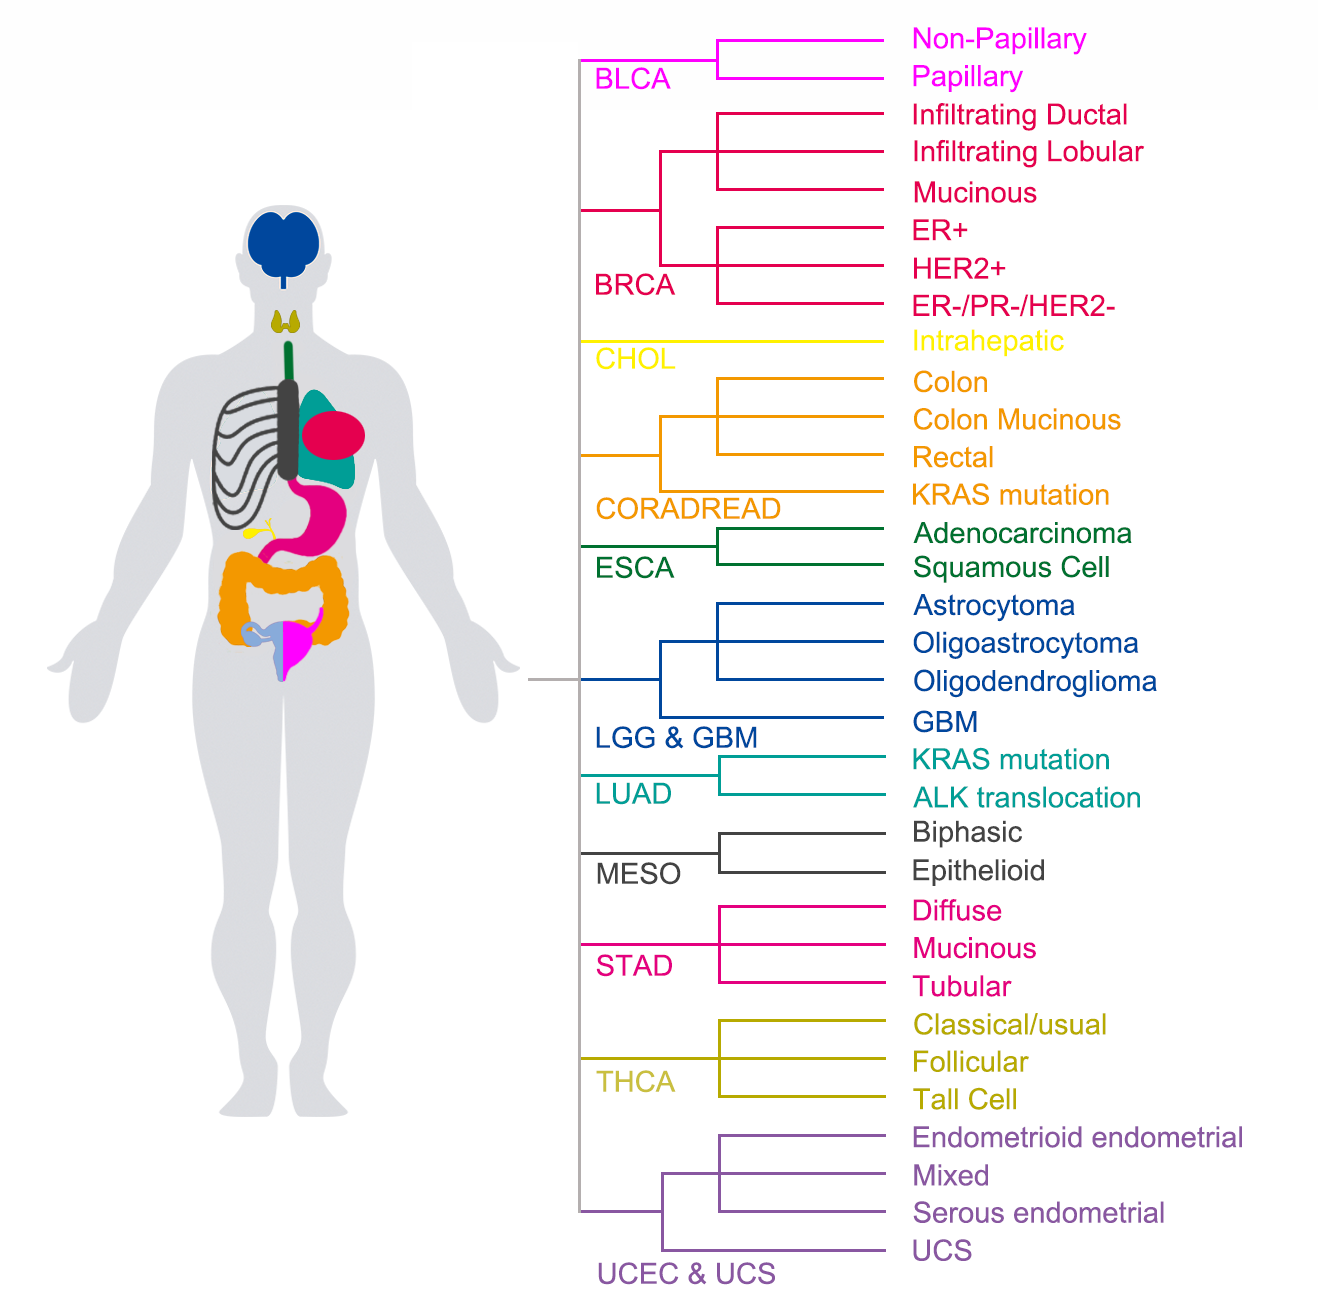 Non-Papillary
BLCA
Papillary
Infiltrating Ductal
Infiltrating Lobular
Mucinous
ER+
HER2+
BRCA
ER-/PR-/HER2-
Intrahepatic
CHOL
Colon
Colon Mucinous
Rectal
KRAS mutation
CORADREAD
Adenocarcinoma
ESCA
Squamous Cell
Astrocytoma
Oligoastrocytoma
Oligodendroglioma
GBM
LGG & GBM
KRAS mutation
LUAD
ALK translocation
Biphasic
MESO
Epithelioid
Diffuse
Mucinous
STAD
Tubular
Classical/usual
Follicular
THCA
Tall Cell
Endometrioid endometrial
Mixed
Serous endometrial
UCS
UCEC & UCS